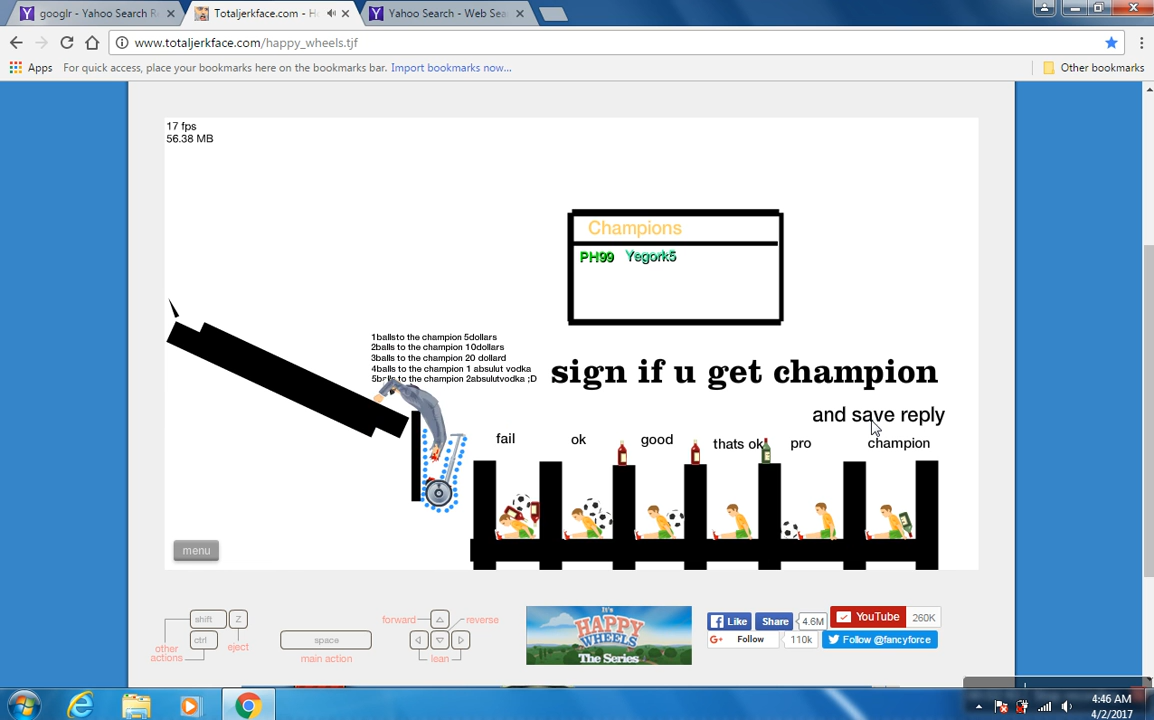 googlr - Yahoo Search R
Totaljerkface.com - H
Yahoo Search - Web Sea
www.totaljerkface.com/happy_wheels.tjf
Apps
For quick access, place your bookmarks here on the bookmarks bar. Import bookmarks now...
Other bookmarks
17 fps
56.38 MB
Champions
PH99 Yegork5
1ballsto the champion 5dollars
2balls to the champion 10dollars
3balls to the champion 20 dollard
4balls to the champion 1 absulut vodka
5balls to the champion 2absulutvodka ;D
sign if u get champion
and save reply
fail
ok
good
thats ok
pro
champion
menu
shift
Z
ctrl
eject
other
actions
space
main action
forward
reverse
lean
IT'S
HAPPY
WHEELS
The Series
Like
Share
4.6M
YouTube
260K
G+ Follow
110k
Follow @fancyforce
4:46 AM
4/2/2017